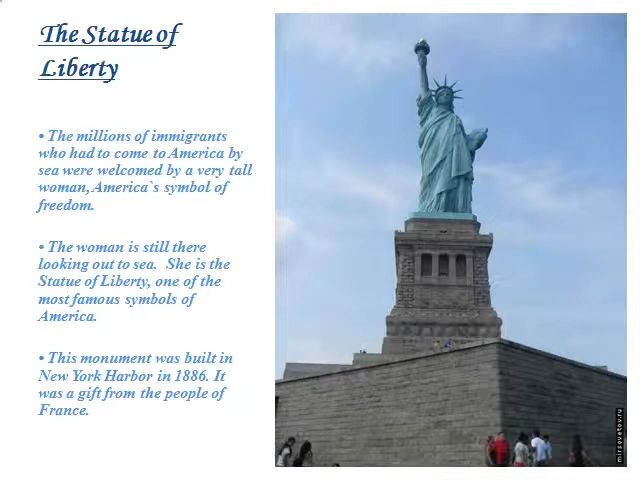 The Statue of
Liberty
• The millions of immigrants
who had to come to America by
sea were welcomed by a very tall
woman, America`s symbol of
freedom.
• The woman is still there
looking out to sea.  She is the
Statue of Liberty, one of the
most famous symbols of
America.
• This monument was built in
New York Harbor in 1886. It
was a gift from the people of
France.
mirsovetov.ru